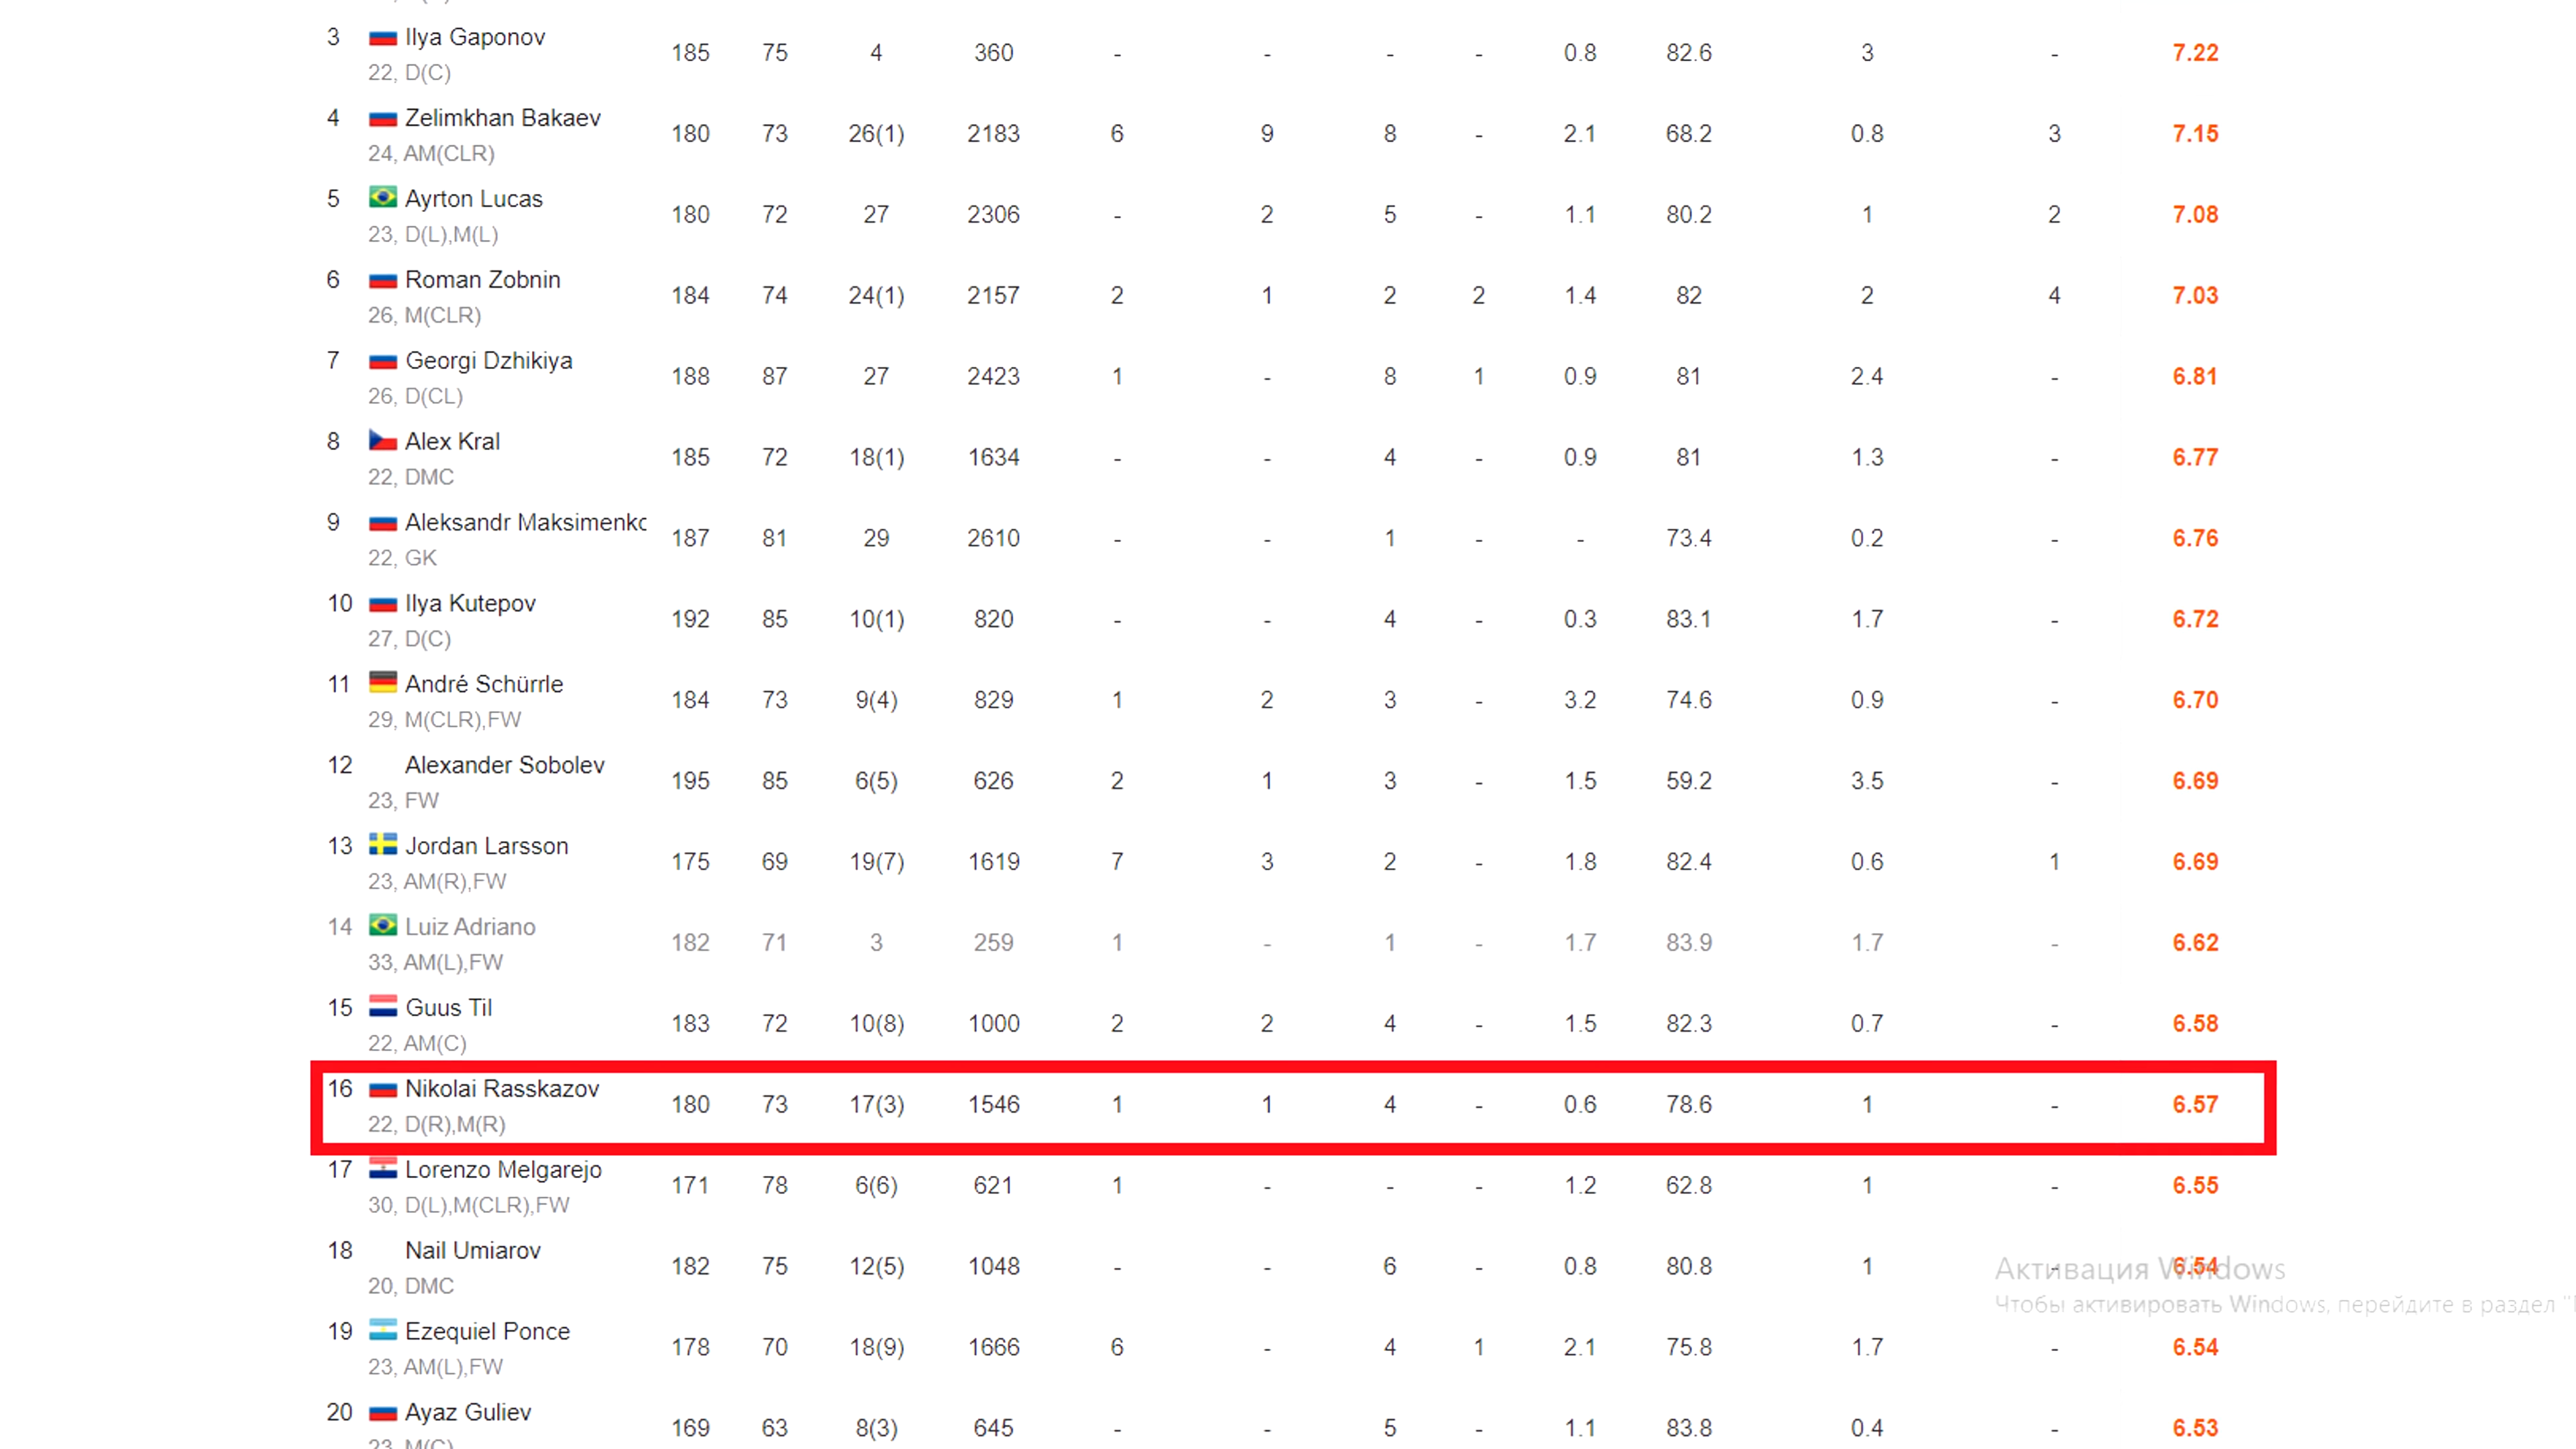 3 Ilya Gaponov 185 75 4 360 - - - - 0.8 82.6 3 - 7.22
22, D(C)
4 Zelimkhan Bakaev 180 73 26(1) 2183 6 9 8 - 2.1 68.2 0.8 3 7.15
24, AM(CLR)
5 Ayrton Lucas 180 72 27 2306 - 2 5 - 1.1 80.2 1 2 7.08
23, D(L),M(L)
6 Roman Zobnin 184 74 24(1) 2157 2 1 2 2 1.4 82 2 4 7.03
26, M(CLR)
7 Georgi Dzhikiya 188 87 27 2423 1 - 8 1 0.9 81 2.4 - 6.81
26, D(CL)
8 Alex Kral 185 72 18(1) 1634 - - 4 - 0.9 81 1.3 - 6.77
22, DMC
9 Aleksandr Maksimenko 187 81 29 2610 - - 1 - - 73.4 0.2 - 6.76
22, GK
10 Ilya Kutepov 192 85 10(1) 820 - - 4 - 0.3 83.1 1.7 - 6.72
27, D(C)
11 André Schürrle 184 73 9(4) 829 1 2 3 - 3.2 74.6 0.9 - 6.70
29, M(CLR),FW
12 Alexander Sobolev 195 85 6(5) 626 2 1 3 - 1.5 59.2 3.5 - 6.69
23, FW
13 Jordan Larsson 175 69 19(7) 1619 7 3 2 - 1.8 82.4 0.6 1 6.69
23, AM(R),FW
14 Luiz Adriano 182 71 3 259 1 - 1 - 1.7 83.9 1.7 - 6.62
33, AM(L),FW
15 Guus Til 183 72 10(8) 1000 2 2 4 - 1.5 82.3 0.7 - 6.58
22, AM(C)
16 Nikolai Rasskazov 180 73 17(3) 1546 1 1 4 - 0.6 78.6 1 - 6.57
22, D(R),M(R)
17 Lorenzo Melgarejo 171 78 6(6) 621 1 - - - 1.2 62.8 1 - 6.55
30, D(L),M(CLR),FW
18 Nail Umiarov 182 75 12(5) 1048 - - 6 - 0.8 80.8 1 - 6.54
20, DMC
Активация Windows
Чтобы активировать Windows, перейдите в раздел "
19 Ezequiel Ponce 178 70 18(9) 1666 6 - 4 1 2.1 75.8 1.7 - 6.54
23, AM(L),FW
20 Ayaz Guliev 169 63 8(3) 645 - - 5 - 1.1 83.8 0.4 - 6.53
23, M(C)